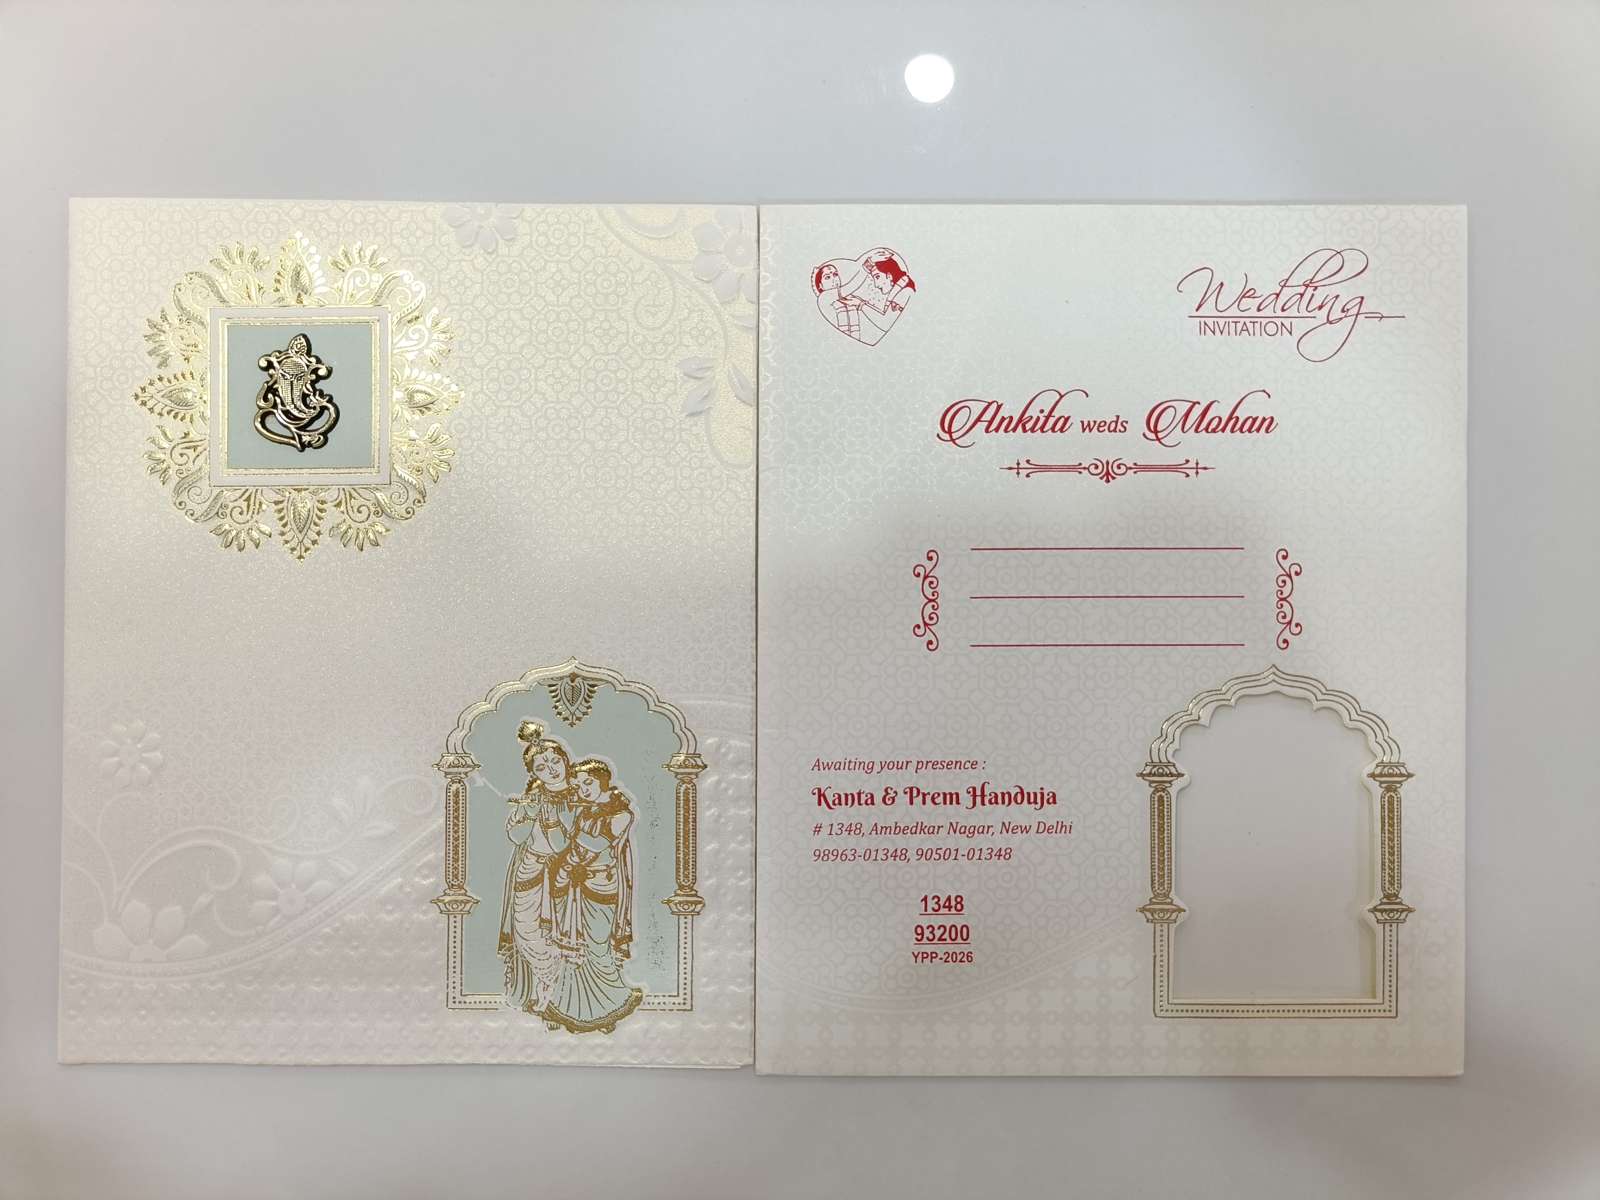 Wedding
INVITATION
Ankita weds Mohan
Awaiting your presence :
Kanta & Prem Handuja
# 1348, Ambedkar Nagar, New Delhi
98963-01348, 90501-01348
1348
93200
YPP-2026